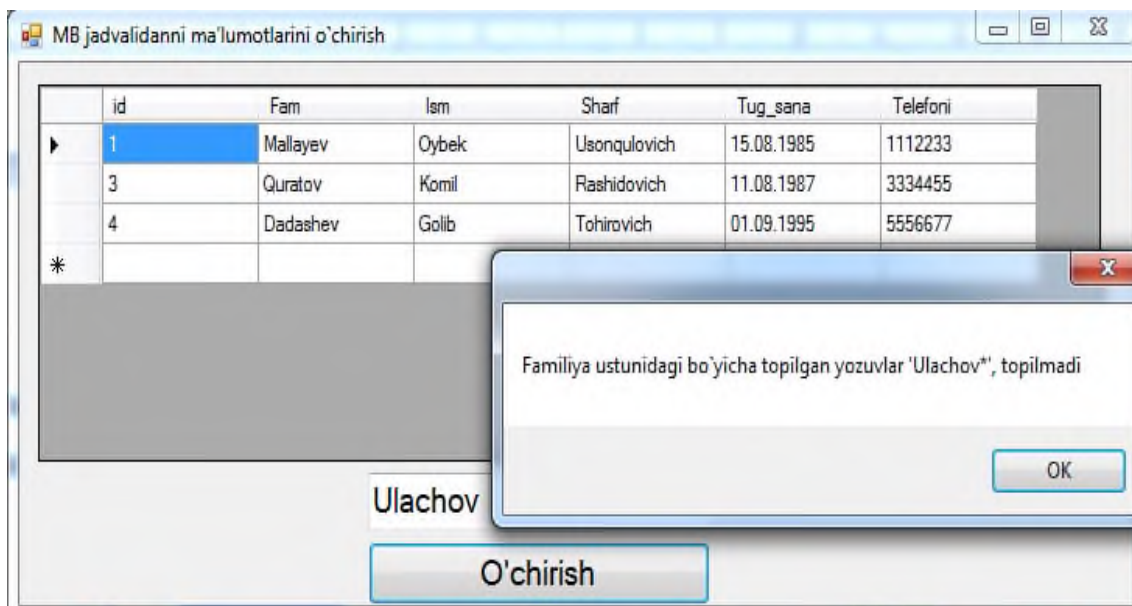 MB jadvalidanni ma'lumotlarini o`chirish
id Fam Ism Sharf Tug_sana Telefoni
1 Mallayev Oybek Usonqulovich 15.08.1985 1112233
3 Quratov Komil Rashidovich 11.08.1987 3334455
4 Dadashev Golib Tohirovich 01.09.1995 5556677
Familiya ustunidagi bo`yicha topilgan yozuvlar 'Ulachov*', topilmadi
OK
Ulachov
O'chirish